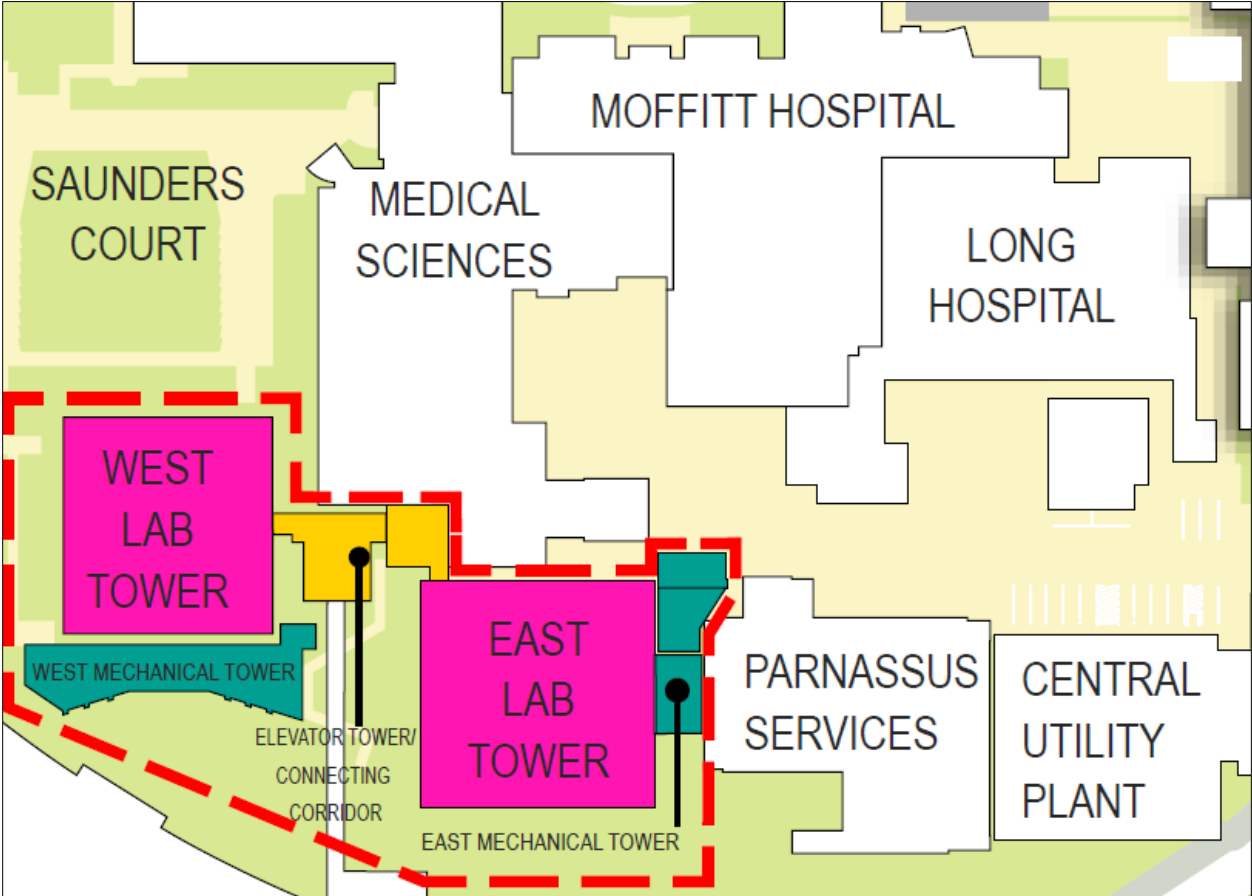 MOFFITT HOSPITAL
SAUNDERS
COURT
MEDICAL
SCIENCES
LONG
HOSPITAL
WEST
LAB
TOWER
WEST MECHANICAL TOWER
ELEVATOR TOWER/
CONNECTING
CORRIDOR
EAST
LAB
TOWER
EAST MECHANICAL TOWER
PARNASSUS
SERVICES
CENTRAL
UTILITY
PLANT